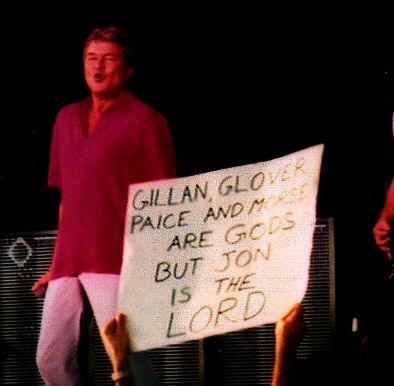 GILLAN, GLOVER
PAICE AND MORSE
ARE GODS
BUT JON
IS THE
LORD